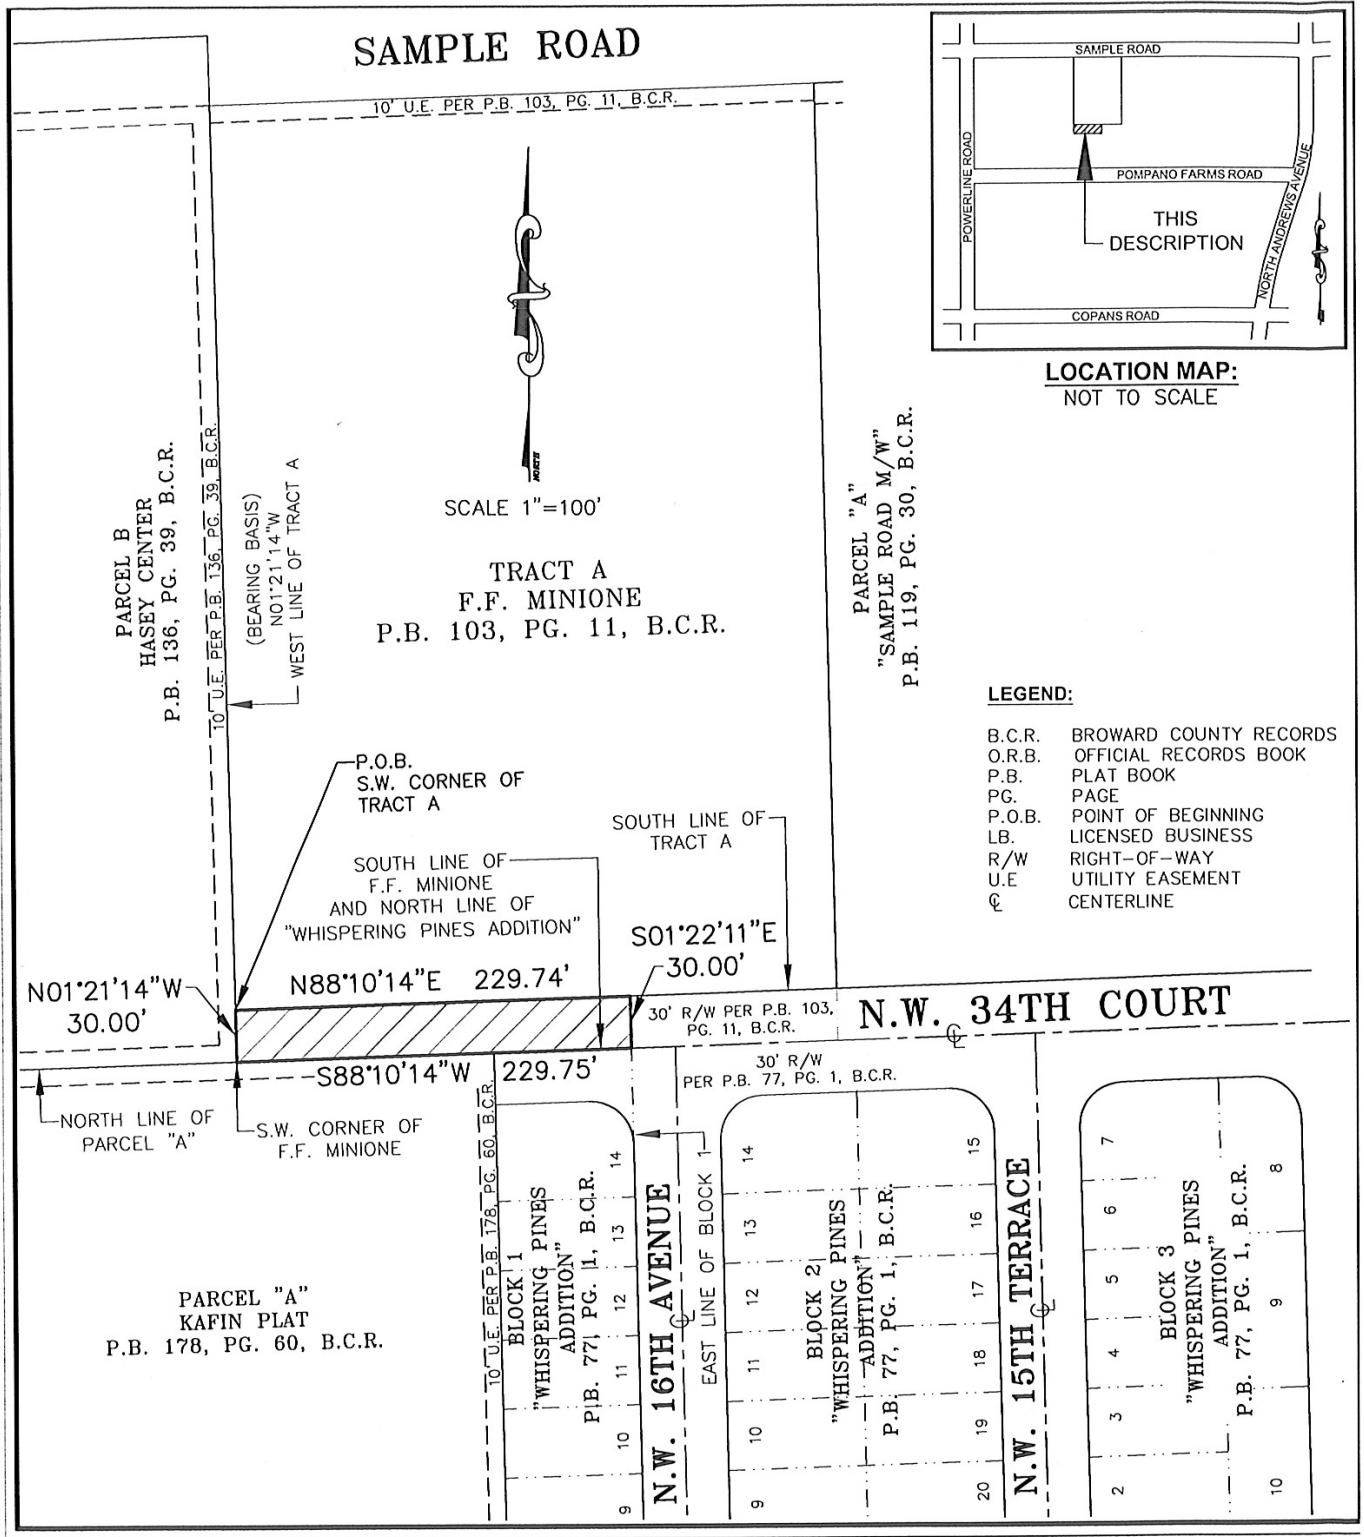 SAMPLE ROAD
10' U.E. PER P.B. 103, PG. 11, B.C.R.
SAMPLE ROAD
POWERLINE ROAD
POMPANO FARMS ROAD
NORTH ANDREWS AVENUE
THIS
DESCRIPTION
COPANS ROAD
LOCATION MAP:
NOT TO SCALE
NORTH
SCALE 1"=100'
TRACT A
F.F. MINIONE
P.B. 103, PG. 11, B.C.R.
PARCEL B
HASEY CENTER
P.B. 136, PG. 39, B.C.R.
10' U.E. PER P.B. 136, PG. 39, B.C.R.
(BEARING BASIS)
N01°21'14"W
WEST LINE OF TRACT A
PARCEL "A"
"SAMPLE ROAD M/W"
P.B. 119, PG. 30, B.C.R.
LEGEND:
B.C.R. BROWARD COUNTY RECORDS
O.R.B. OFFICIAL RECORDS BOOK
P.B. PLAT BOOK
PG. PAGE
P.O.B. POINT OF BEGINNING
LB. LICENSED BUSINESS
R/W RIGHT-OF-WAY
U.E UTILITY EASEMENT
℄ CENTERLINE
P.O.B.
S.W. CORNER OF
TRACT A
SOUTH LINE OF
TRACT A
SOUTH LINE OF
F.F. MINIONE
AND NORTH LINE OF
"WHISPERING PINES ADDITION"
S01°22'11"E
30.00'
N88°10'14"E 229.74'
N01°21'14"W
30.00'
30' R/W PER P.B. 103,
PG. 11, B.C.R.
N.W. 34TH COURT
℄
S88°10'14"W 229.75'
30' R/W
PER P.B. 77, PG. 1, B.C.R.
NORTH LINE OF
PARCEL "A"
S.W. CORNER OF
F.F. MINIONE
PARCEL "A"
KAFIN PLAT
P.B. 178, PG. 60, B.C.R.
10' U.E. PER P.B. 178, PG. 60, B.C.R.
BLOCK 1
"WHISPERING PINES
ADDITION"
P.B. 77, PG. 1, B.C.R.
14
13
12
11
10
9
N.W. 16TH AVENUE
℄
EAST LINE OF BLOCK 1
14
13
12
11
10
9
BLOCK 2
"WHISPERING PINES
ADDITION"
P.B. 77, PG. 1, B.C.R.
15
16
17
18
19
20
N.W. 15TH TERRACE
℄
7
6
5
4
3
2
BLOCK 3
"WHISPERING PINES
ADDITION"
P.B. 77, PG. 1, B.C.R.
8
9
10